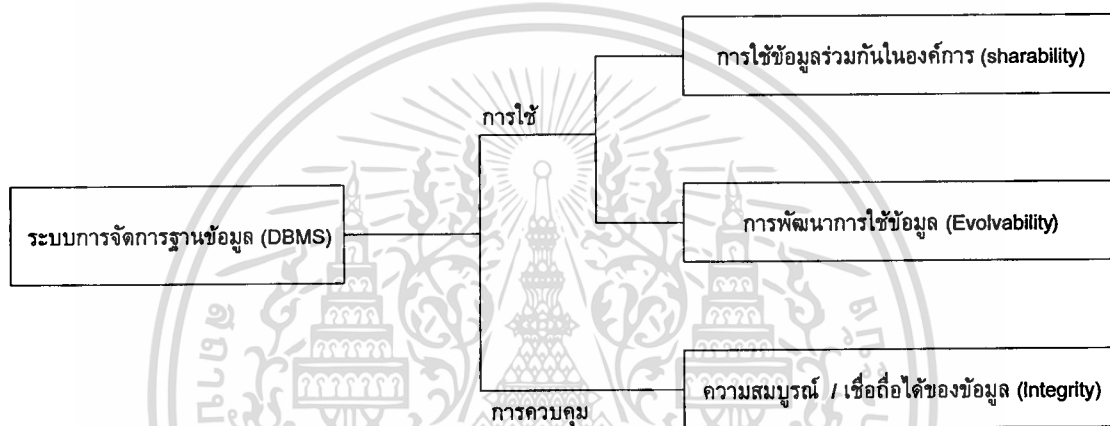 การใช้ข้อมูลร่วมกันในองค์การ (sharability)
การใช้
ระบบการจัดการฐานข้อมูล (DBMS)
การพัฒนาการใช้ข้อมูล (Evolvability)
ความสมบูรณ์ / เชื่อถือได้ของข้อมูล (Integrity)
การควบคุม